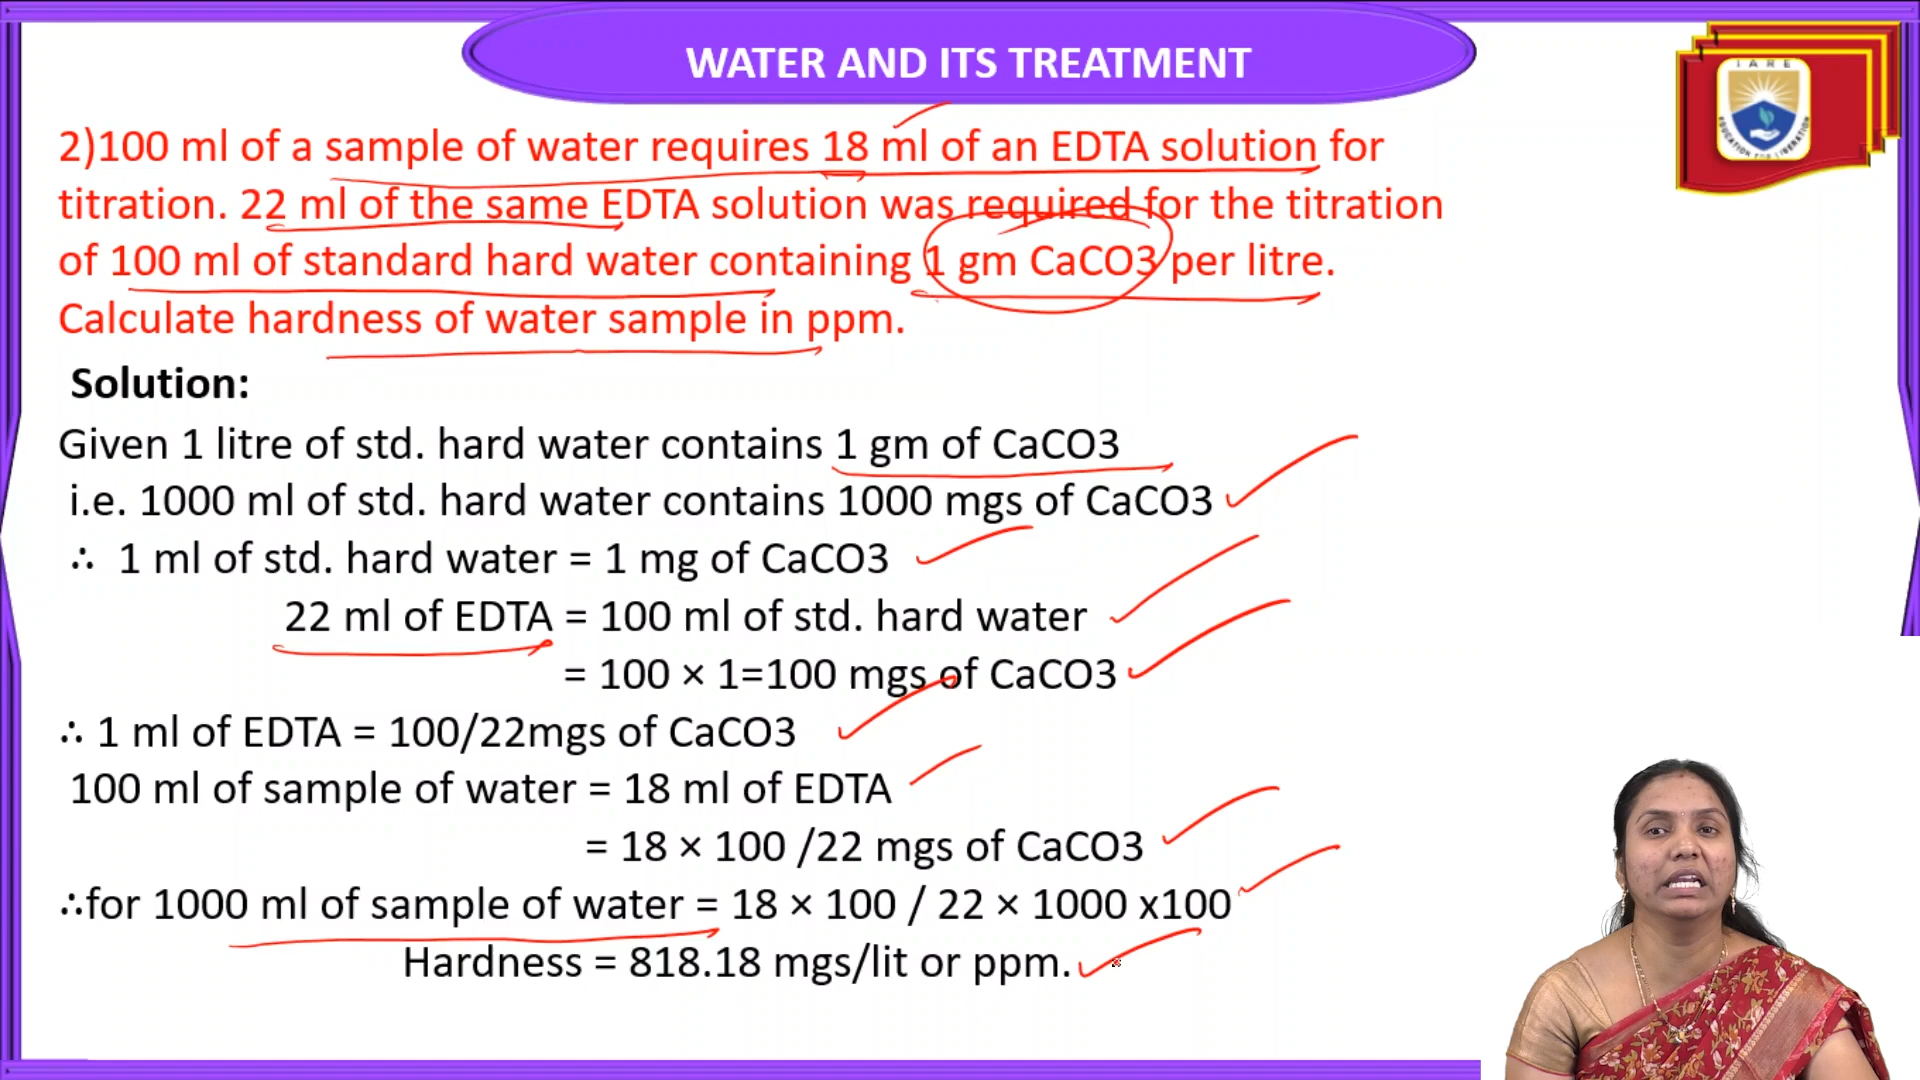 WATER AND ITS TREATMENT
I A R E
EDUCATION FOR LIBERATION
2)100 ml of a sample of water requires 18 ml of an EDTA solution for
titration. 22 ml of the same EDTA solution was required for the titration
of 100 ml of standard hard water containing 1 gm CaCO3 per litre.
Calculate hardness of water sample in ppm.
Solution:
Given 1 litre of std. hard water contains 1 gm of CaCO3
i.e. 1000 ml of std. hard water contains 1000 mgs of CaCO3
∴ 1 ml of std. hard water = 1 mg of CaCO3
22 ml of EDTA = 100 ml of std. hard water
= 100 × 1=100 mgs of CaCO3
∴ 1 ml of EDTA = 100/22mgs of CaCO3
100 ml of sample of water = 18 ml of EDTA
= 18 × 100 /22 mgs of CaCO3
∴for 1000 ml of sample of water = 18 × 100 / 22 × 1000 x100
Hardness = 818.18 mgs/lit or ppm.